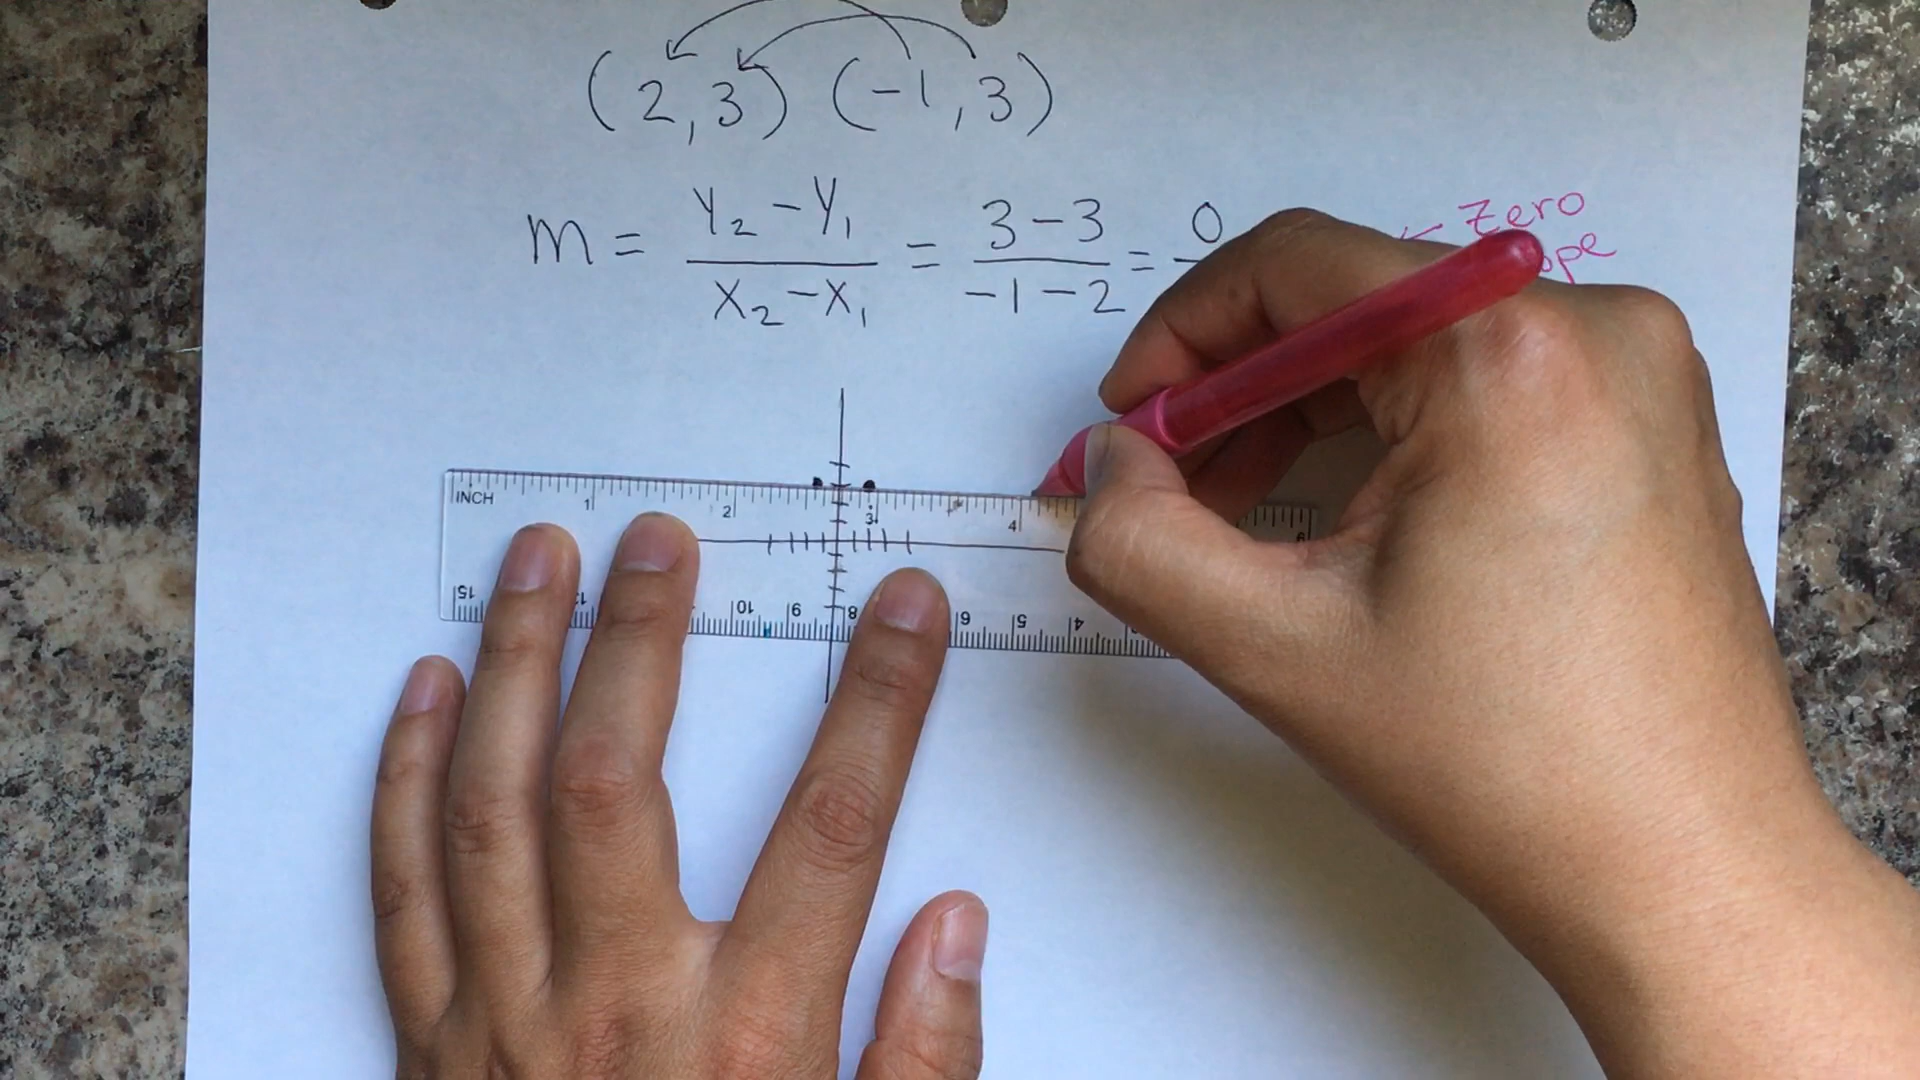 (2,3) (-1,3)
m = Y₂ - Y₁ / X₂ - X₁ = 3 - 3 / -1 - 2 = 0
Zero
INCH 1 2 3 4
15 10 9 8 6 5 4